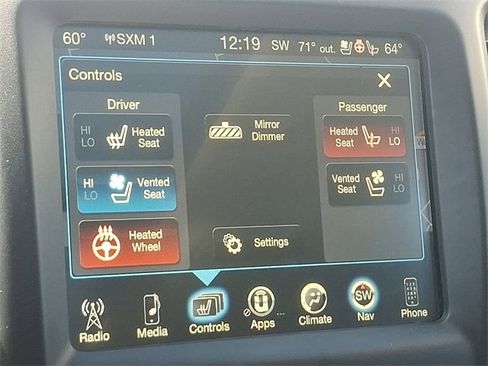 60° SXM 1 12:19 SW 71° out. 64°
Controls
Driver
Passenger
HI
LO
Heated
Seat
Mirror
Dimmer
Heated
Seat
HI
LO
HI
LO
Vented
Seat
Vented
Seat
HI
LO
Heated
Wheel
Settings
SW
Radio
Media
Controls
Apps
Climate
Nav
Phone